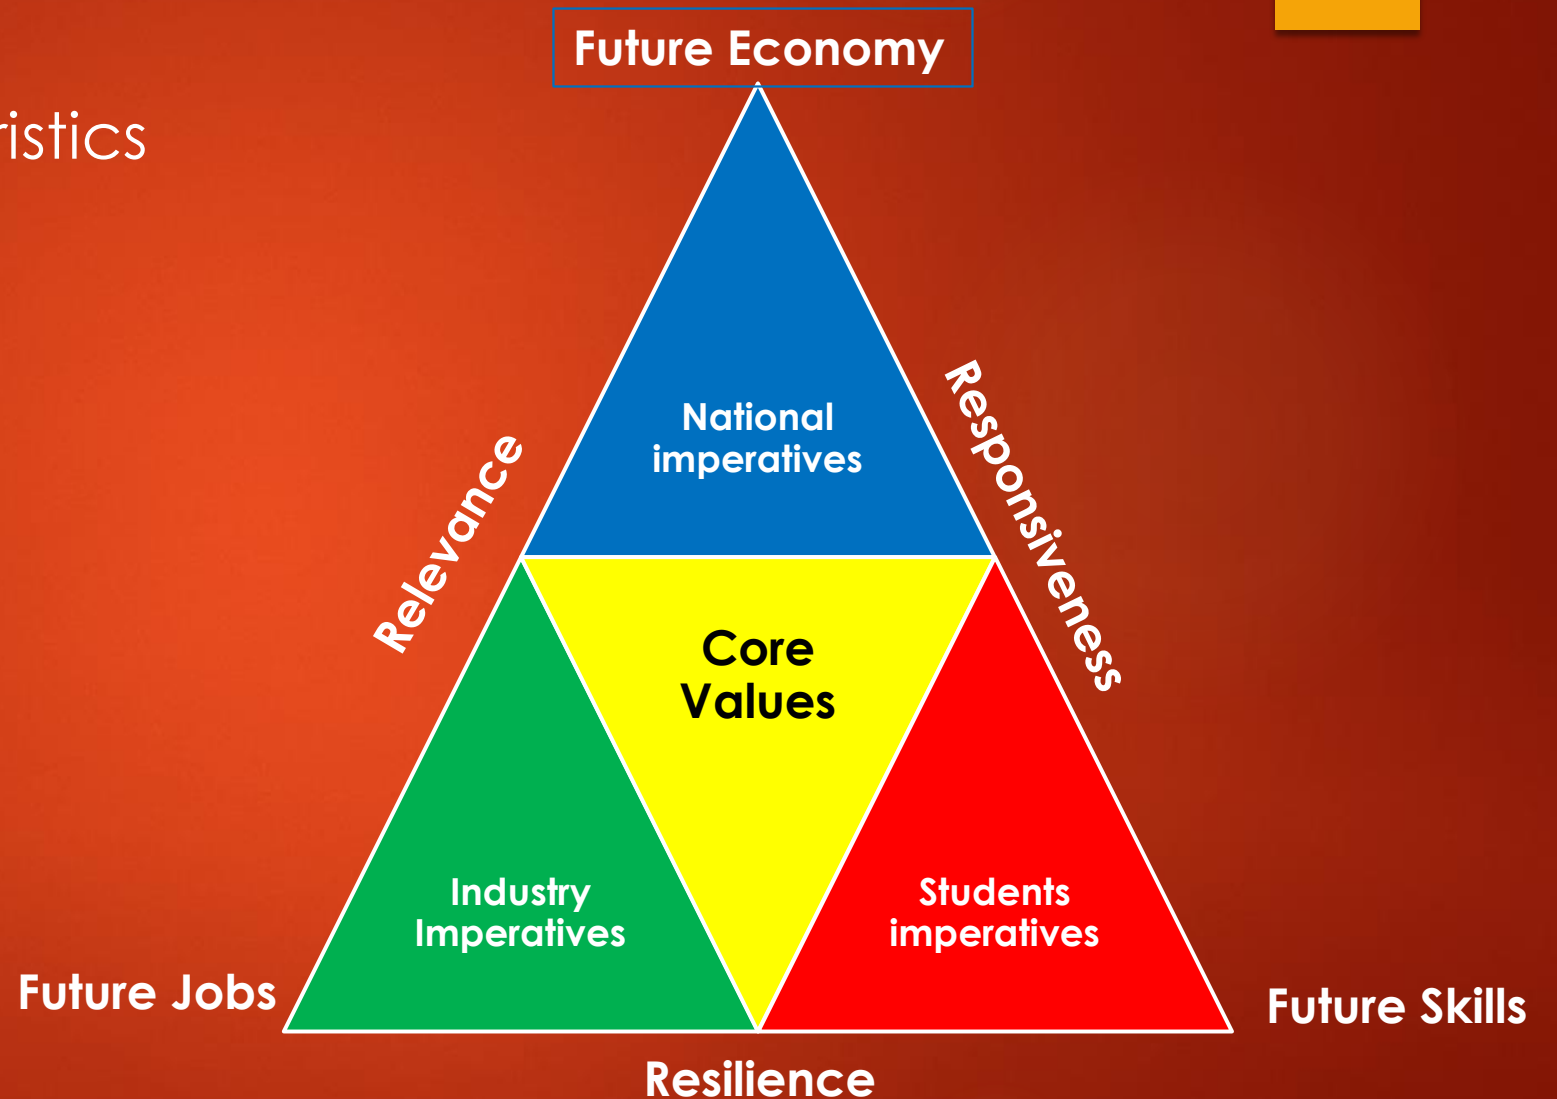 Future Economy
ristics
National
imperatives
Relevance
Responsiveness
Core
Values
Industry
Imperatives
Students
imperatives
Future Jobs
Future Skills
Resilience